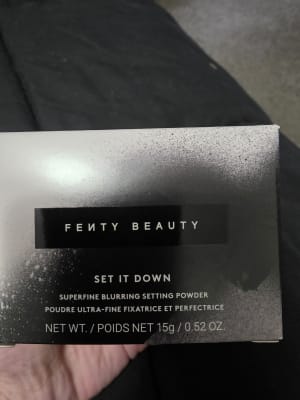 FEИTY BEAUTY
SET IT DOWN
SUPERFINE BLURRING SETTING POWDER
POUDRE ULTRA-FINE FIXATRICE ET PERFECTRICE
NET WT. / POIDS NET 15g / 0.52 OZ.